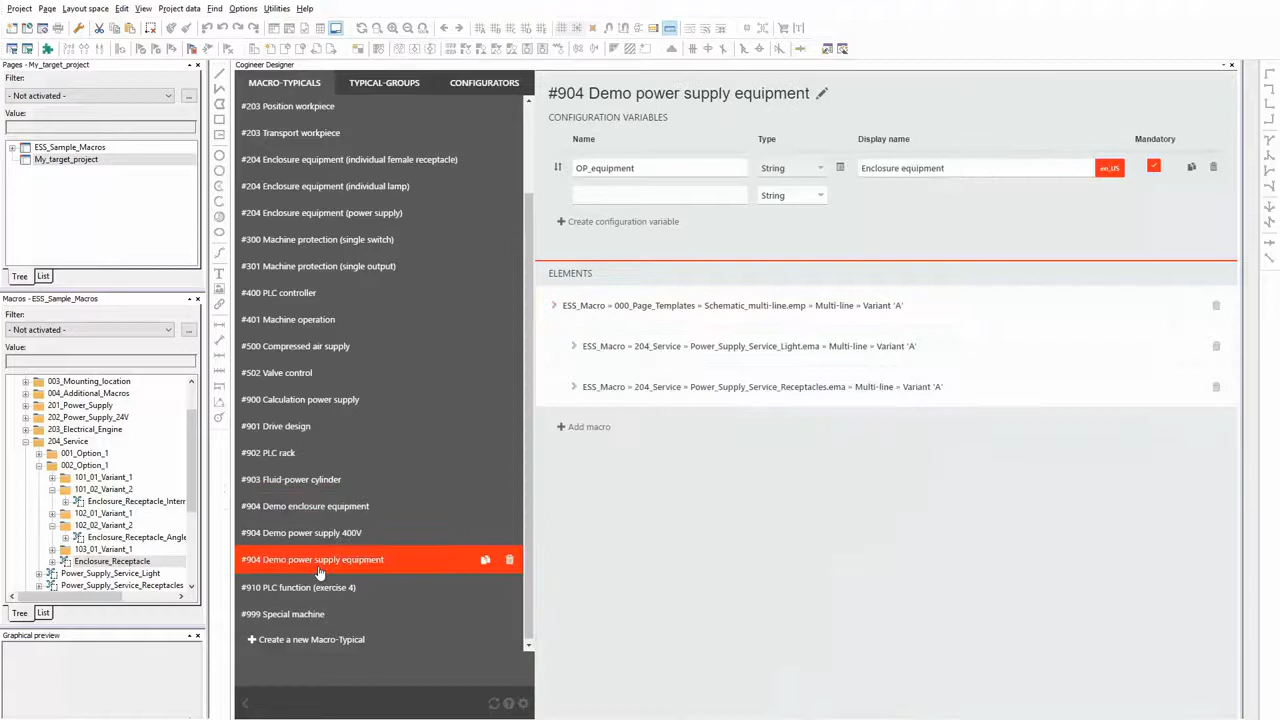 Project Page Layout space Edit View Project data Find Options Utilities Help
Pages - My_target_project
Filter:
- Not activated -
...
Value:
ESS_Sample_Macros
My_target_project
Tree List
Macros - ESS_Sample_Macros
Filter:
- Not activated -
...
Value:
003_Mounting_location
004_Additional_Macros
201_Power_Supply
202_Power_Supply_24V
203_Electrical_Engine
204_Service
001_Option_1
002_Option_1
101_01_Variant_1
101_02_Variant_2
Enclosure_Receptacle_Intern
102_01_Variant_1
102_02_Variant_2
Enclosure_Receptacle_Angle
103_01_Variant_1
Enclosure_Receptacle
Power_Supply_Service_Light
Power_Supply_Service_Receptacles
Tree List
Graphical preview
Cogineer Designer
MACRO-TYPICALS TYPICAL-GROUPS CONFIGURATORS
#203 Position workpiece
#203 Transport workpiece
#204 Enclosure equipment (individual female receptacle)
#204 Enclosure equipment (individual lamp)
#204 Enclosure equipment (power supply)
#300 Machine protection (single switch)
#301 Machine protection (single output)
#400 PLC controller
#401 Machine operation
#500 Compressed air supply
#502 Valve control
#900 Calculation power supply
#901 Drive design
#902 PLC rack
#903 Fluid-power cylinder
#904 Demo enclosure equipment
#904 Demo power supply 400V
#904 Demo power supply equipment
#910 PLC function (exercise 4)
#999 Special machine
+ Create a new Macro-Typical
#904 Demo power supply equipment
CONFIGURATION VARIABLES
Name Type Display name Mandatory
OP_equipment String Enclosure equipment en_US
String
+ Create configuration variable
ELEMENTS
ESS_Macro » 000_Page_Templates » Schematic_multi-line.emp » Multi-line » Variant 'A'
ESS_Macro » 204_Service » Power_Supply_Service_Light.ema » Multi-line » Variant 'A'
ESS_Macro » 204_Service » Power_Supply_Service_Receptacles.ema » Multi-line » Variant 'A'
+ Add macro